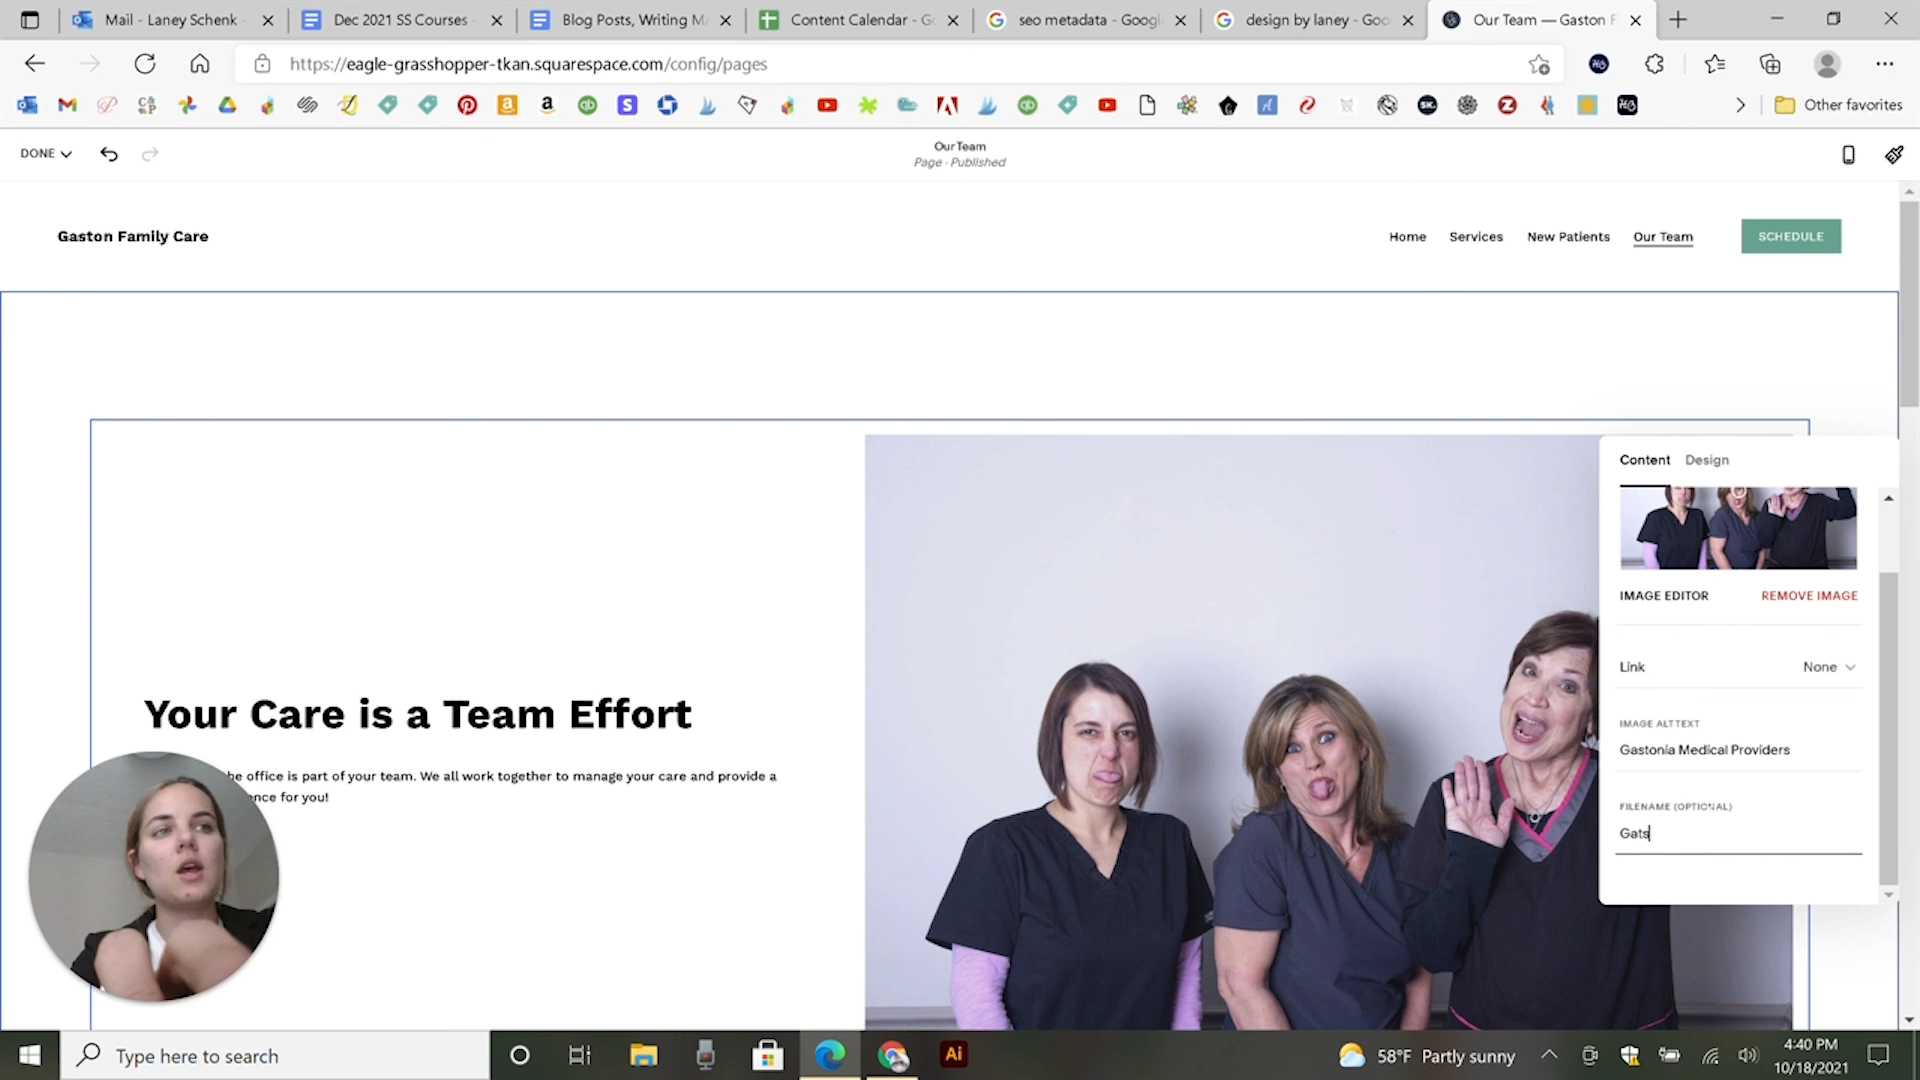 Mail - Laney Schenk -
Dec 2021 SS Courses -
Blog Posts, Writing M
Content Calendar - Go
seo metadata - Google
design by laney - Goo
Our Team — Gaston F
https://eagle-grasshopper-tkan.squarespace.com/config/pages
Other favorites
DONE
Our Team
Page · Published
Gaston Family Care
Home
Services
New Patients
Our Team
SCHEDULE
Content
Design
IMAGE EDITOR
REMOVE IMAGE
Link
None
IMAGE ALT TEXT
Gastonia Medical Providers
FILENAME (OPTIONAL)
Gats
Your Care is a Team Effort
he office is part of your team. We all work together to manage your care and provide a
ence for you!
Type here to search
Ai
58°F Partly sunny
4:40 PM
10/18/2021